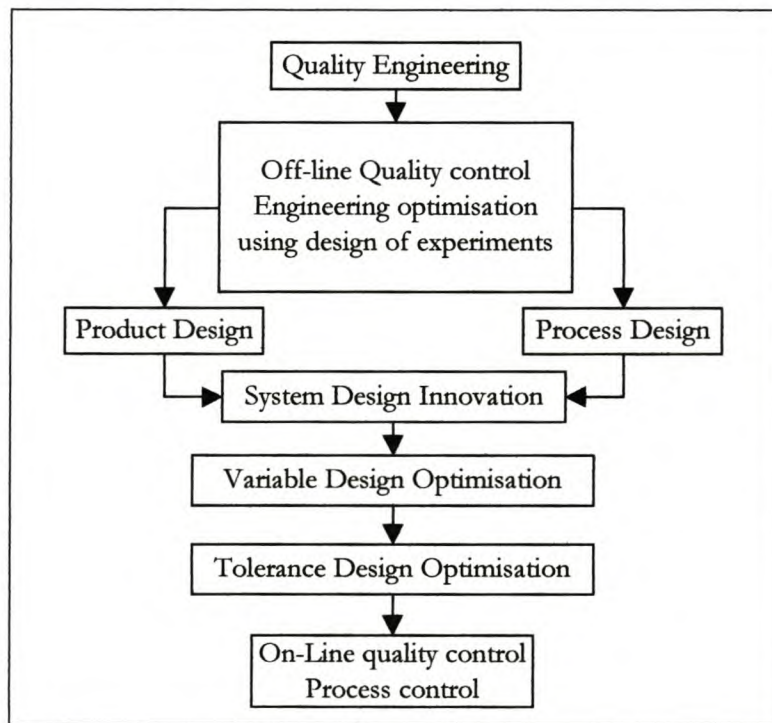 Quality Engineering
Off-line Quality control
Engineering optimisation
using design of experiments
Product Design
Process Design
System Design Innovation
Variable Design Optimisation
Tolerance Design Optimisation
On-Line quality control
Process control